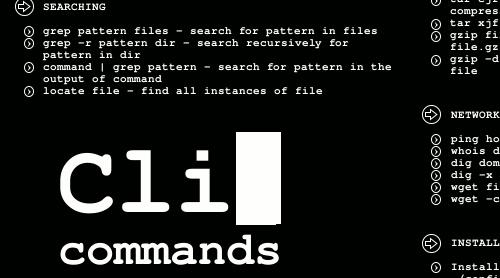 SEARCHING
grep pattern files - search for pattern in files
grep -r pattern dir - search recursively for
pattern in dir
command | grep pattern - search for pattern in the
output of command
locate file - find all instances of file
Cli
commands
compres
tar xjf
gzip fi
file.gz
gzip -d
file
NETWORK
ping ho
whois d
dig dom
dig -x
wget fi
wget -c
INSTALL
Install